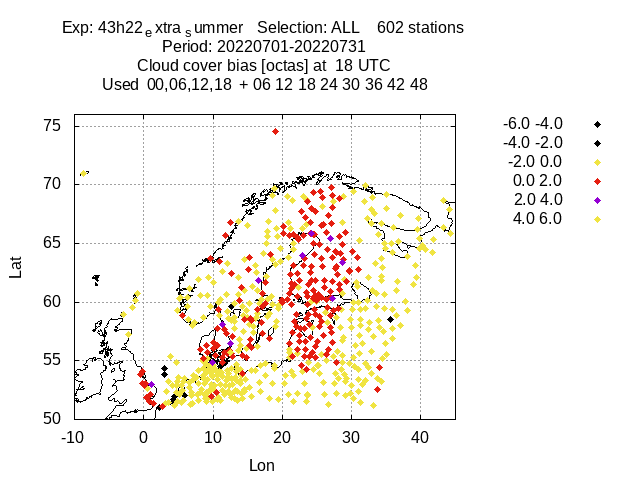 Exp: 43h22extrasummer   Selection: ALL    602 stations
Period: 20220701-20220731
Cloud cover bias [octas] at  18 UTC
Used  00,06,12,18  + 06 12 18 24 30 36 42 48
-6.0 -4.0
-4.0 -2.0
-2.0 0.0
0.0 2.0
2.0 4.0
4.0 6.0
75
70
65
60
55
50
Lat
-10 0 10 20 30 40
Lon